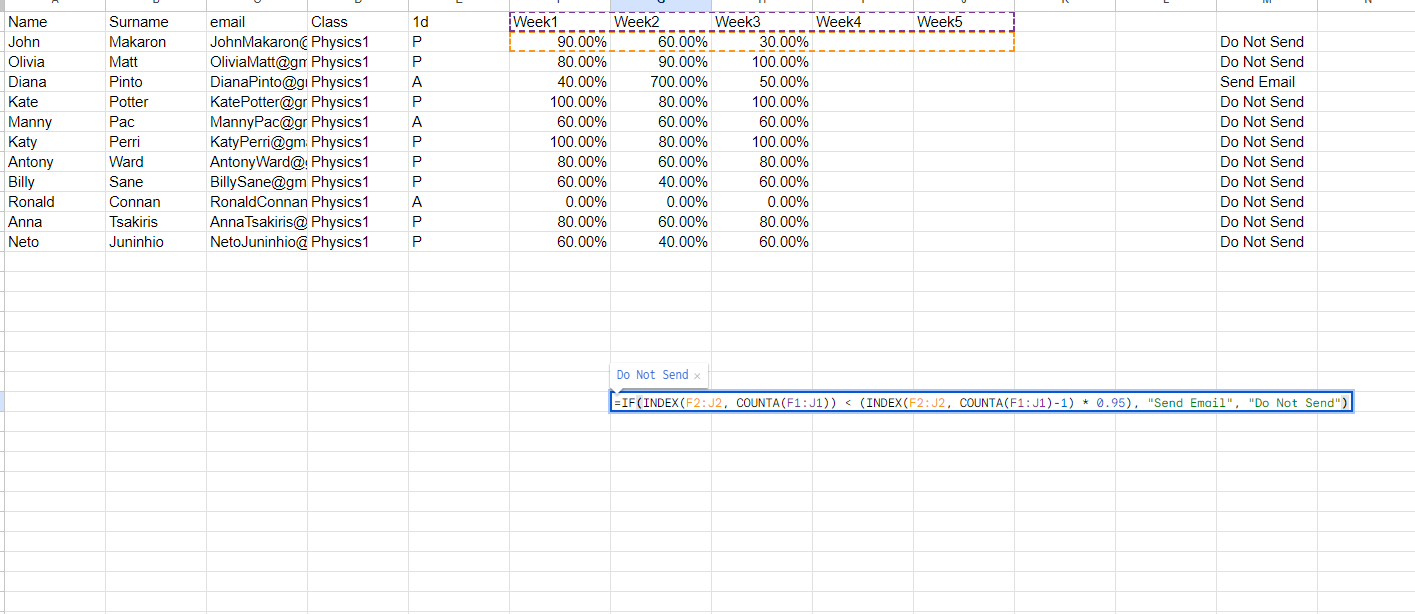 Name Surname email Class 1d Week1 Week2 Week3 Week4 Week5
John Makaron JohnMakaron@ Physics1 P 90.00% 60.00% 30.00% Do Not Send
Olivia Matt OliviaMatt@gm Physics1 P 80.00% 90.00% 100.00% Do Not Send
Diana Pinto DianaPinto@g Physics1 A 40.00% 700.00% 50.00% Send Email
Kate Potter KatePotter@gr Physics1 P 100.00% 80.00% 100.00% Do Not Send
Manny Pac MannyPac@gr Physics1 A 60.00% 60.00% 60.00% Do Not Send
Katy Perri KatyPerri@gm Physics1 P 100.00% 80.00% 100.00% Do Not Send
Antony Ward AntonyWard@ Physics1 P 80.00% 60.00% 80.00% Do Not Send
Billy Sane BillySane@gm Physics1 P 60.00% 40.00% 60.00% Do Not Send
Ronald Connan RonaldConnan Physics1 A 0.00% 0.00% 0.00% Do Not Send
Anna Tsakiris AnnaTsakiris@ Physics1 P 80.00% 60.00% 80.00% Do Not Send
Neto Juninhio NetoJuninhio@ Physics1 P 60.00% 40.00% 60.00% Do Not Send
Do Not Send ×
=IF(INDEX(F2:J2, COUNTA(F1:J1)) < (INDEX(F2:J2, COUNTA(F1:J1)-1) * 0.95), "Send Email", "Do Not Send")